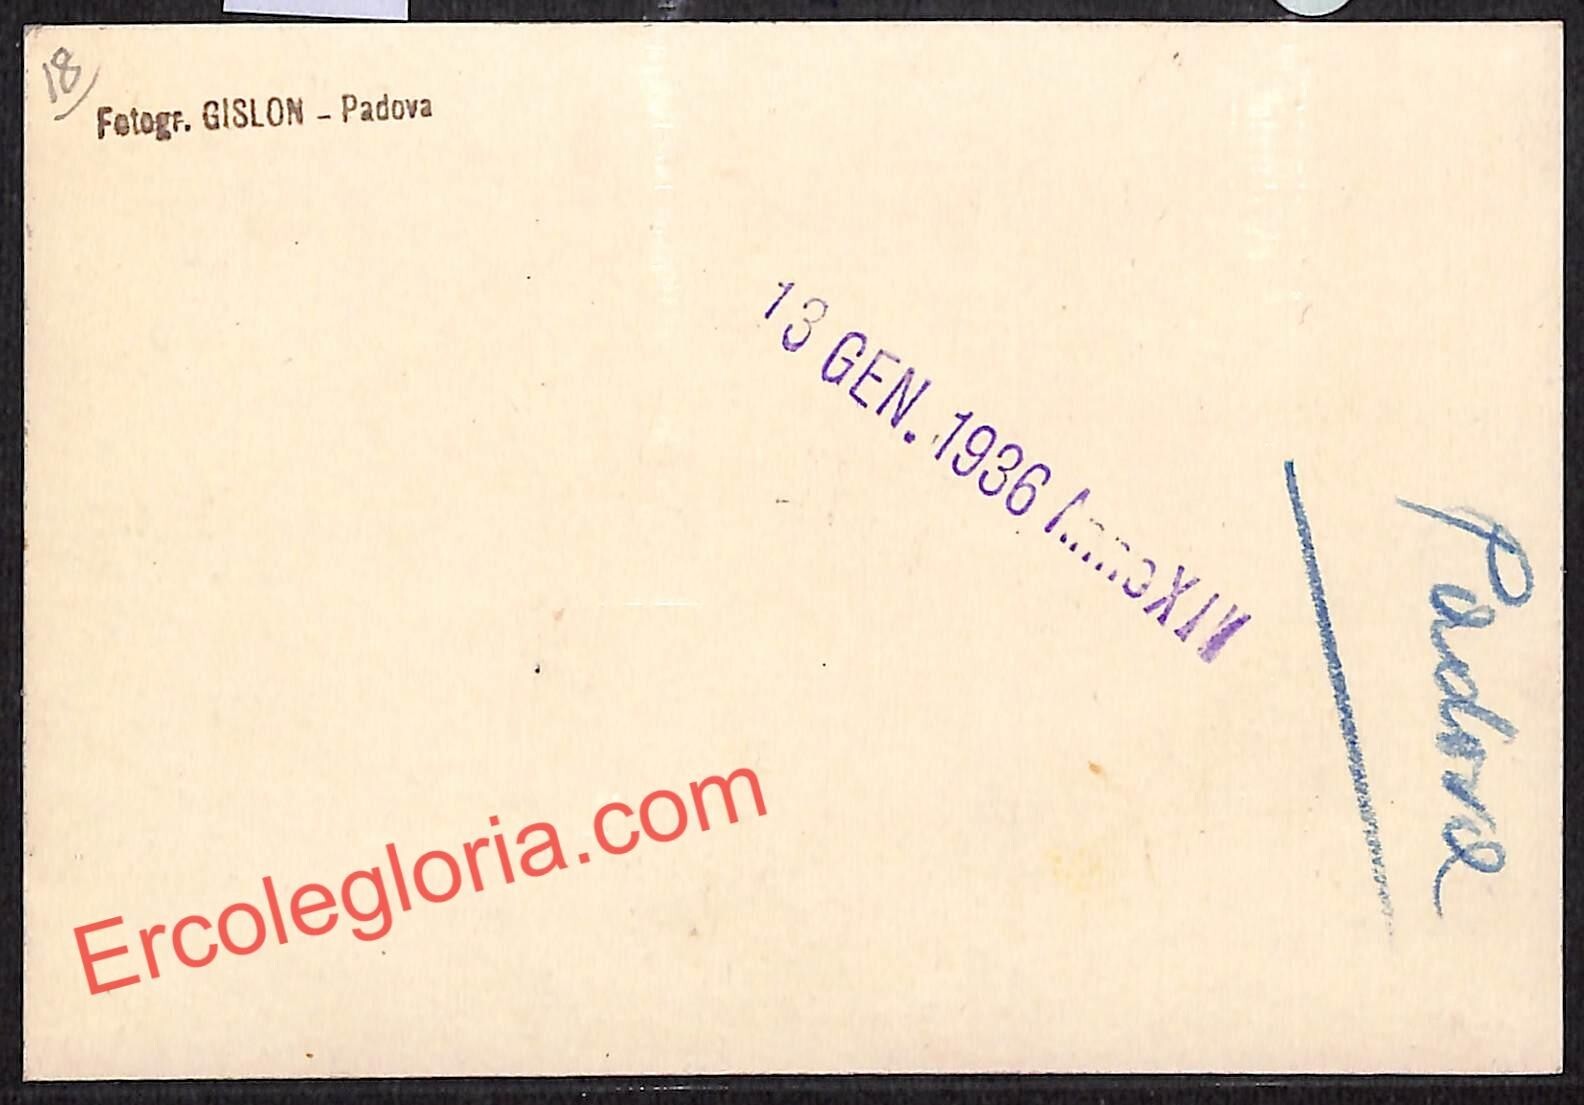 18
Fotogr. GISLON - Padova
13 GEN. 1936 Anno XIV
Padova
Ercolegloria.com